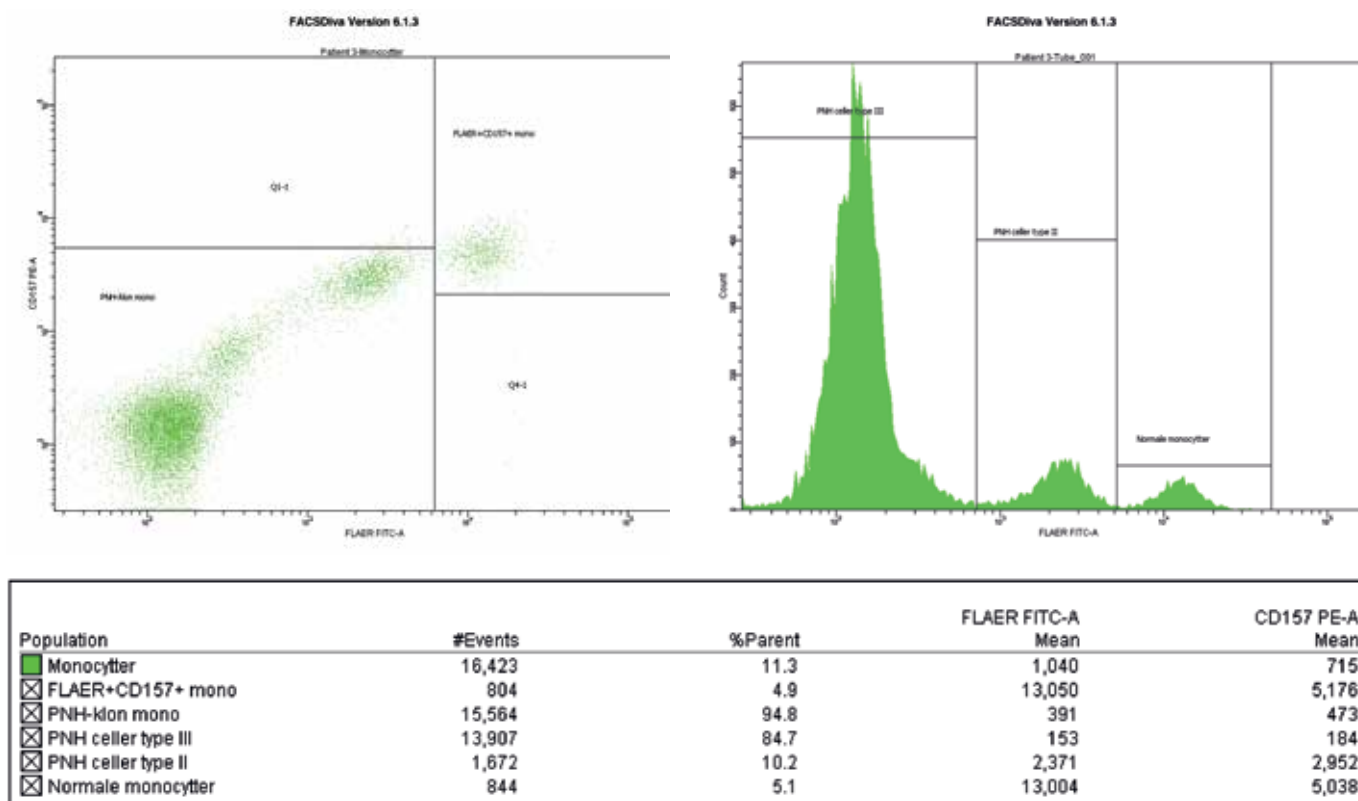 FACSDiva Version 6.1.3
Patient 3-Monocytter
FLAER+CD157+ mono
Q1-1
PNH-klon mono
Q4-1
CD157 PE-A
FLAER FITC-A
FACSDiva Version 6.1.3
Patient 3-Tube_001
PNH celler type III
PNH celler type II
Normale monocytter
Count
FLAER FITC-A
FLAER FITC-A CD157 PE-A
Population #Events %Parent Mean Mean
Monocytter 16,423 11.3 1,040 715
FLAER+CD157+ mono 804 4.9 13,050 5,176
PNH-klon mono 15,564 94.8 391 473
PNH celler type III 13,907 84.7 153 184
PNH celler type II 1,672 10.2 2,371 2,952
Normale monocytter 844 5.1 13,004 5,038